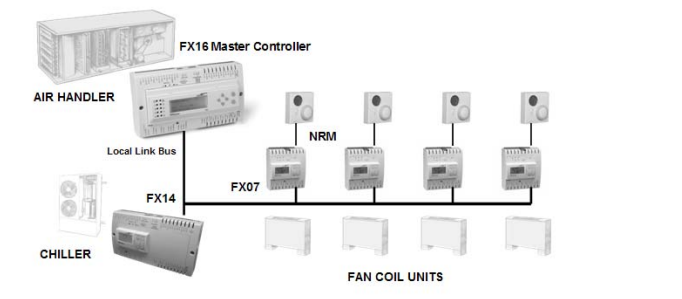 FX16 Master Controller
AIR HANDLER
NRM
Local Link Bus
FX07
FX14
CHILLER
FAN COIL UNITS